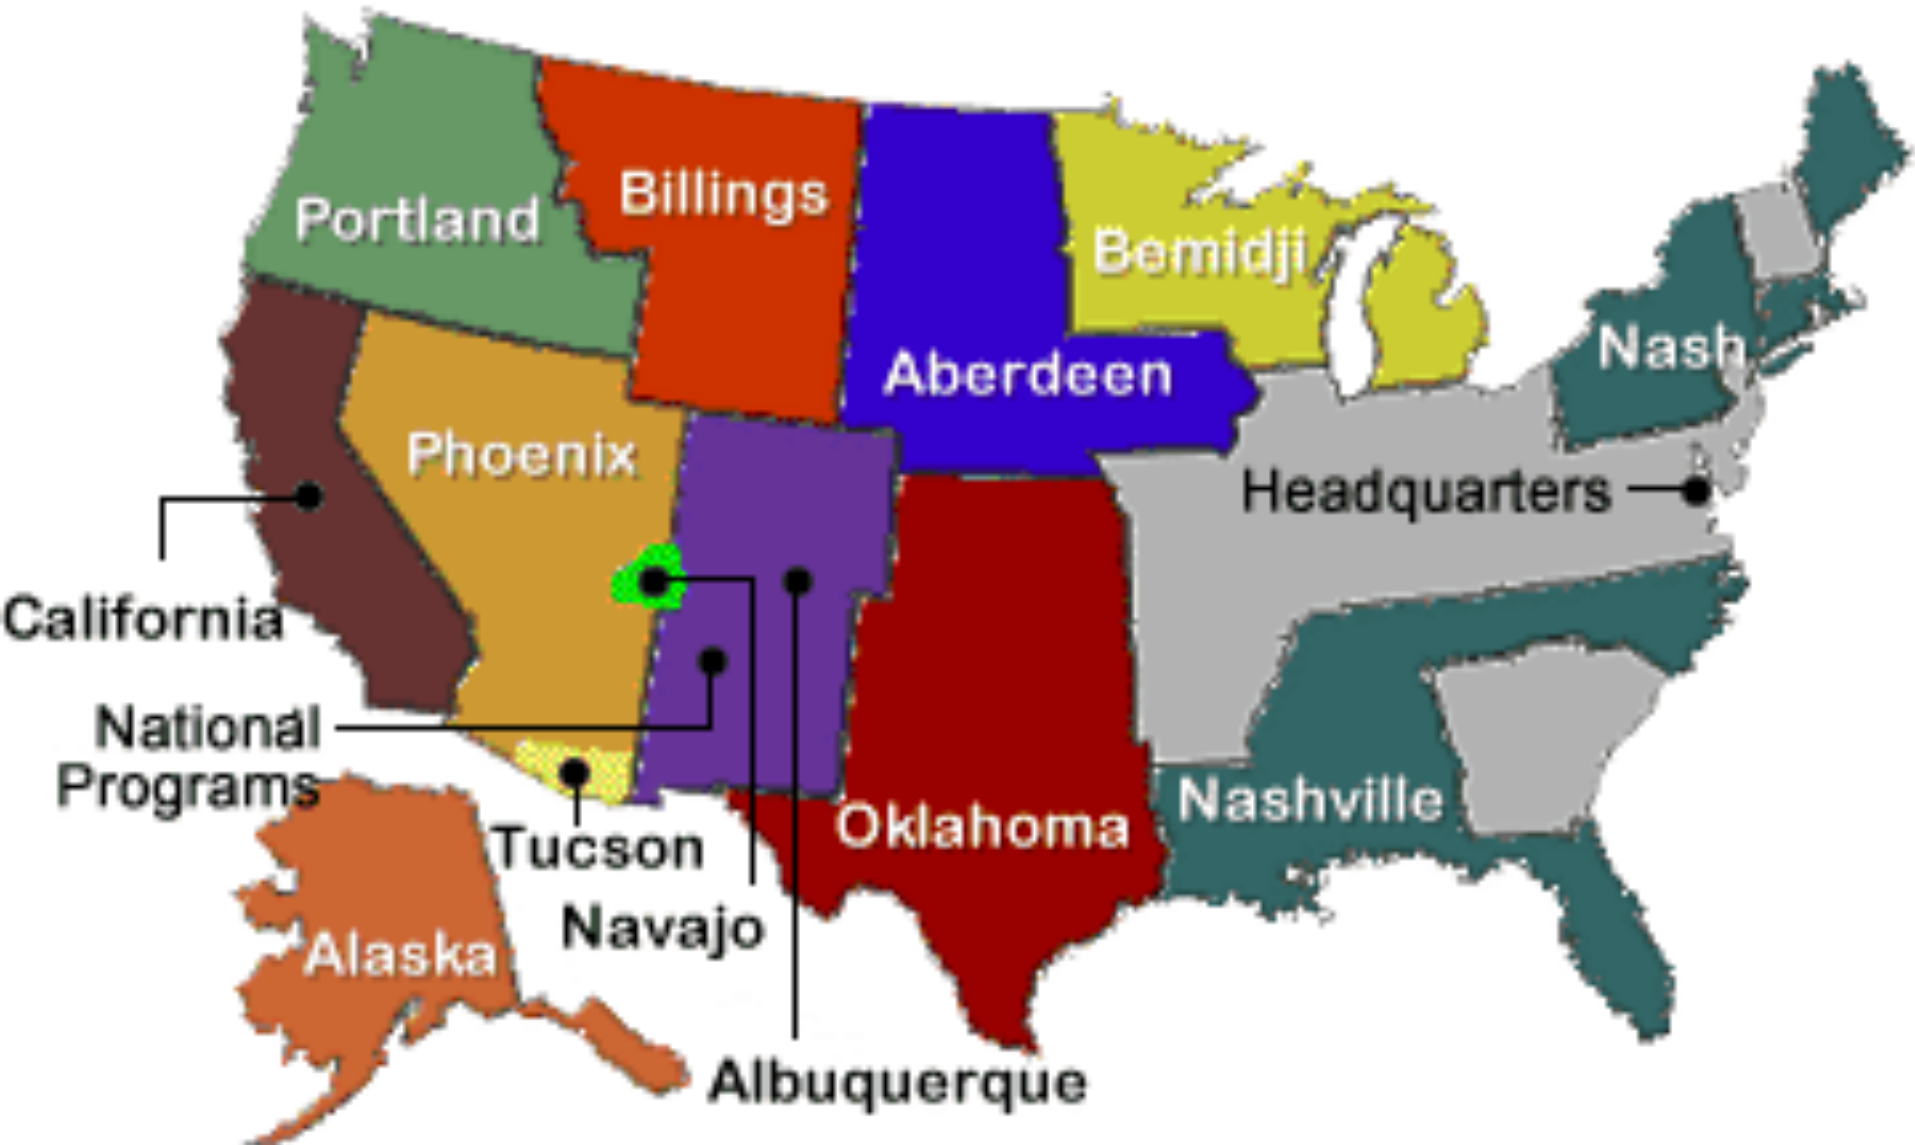 Portland
Billings
Bemidji
Nash
Aberdeen
Phoenix
Headquarters
California
National
Programs
Tucson
Oklahoma
Nashville
Navajo
Alaska
Albuquerque